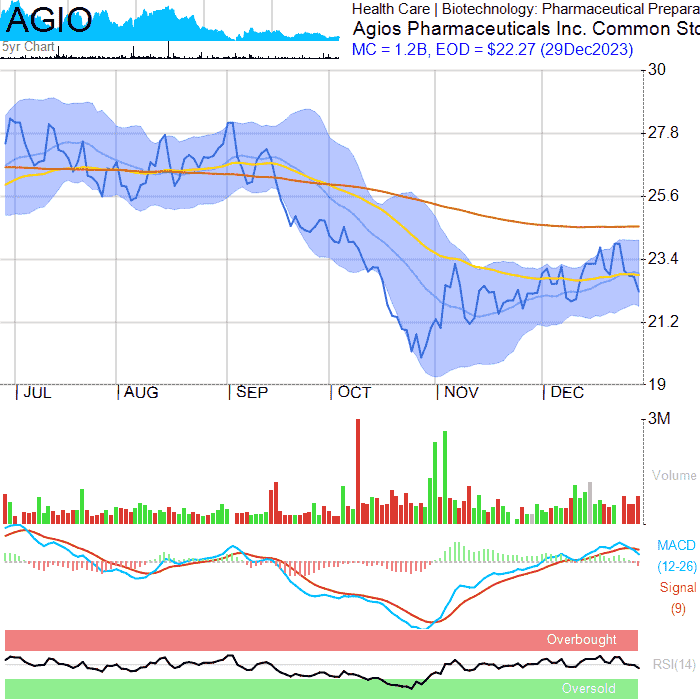 AGIO
5yr Chart
Health Care | Biotechnology: Pharmaceutical Prepara
Agios Pharmaceuticals Inc. Common Sto
MC = 1.2B, EOD = $22.27 (29Dec2023)
30
27.8
25.6
23.4
21.2
19
JUL
AUG
SEP
OCT
NOV
DEC
3M
Volume
MACD
(12-26)
Signal
(9)
Overbought
RSI(14)
Oversold